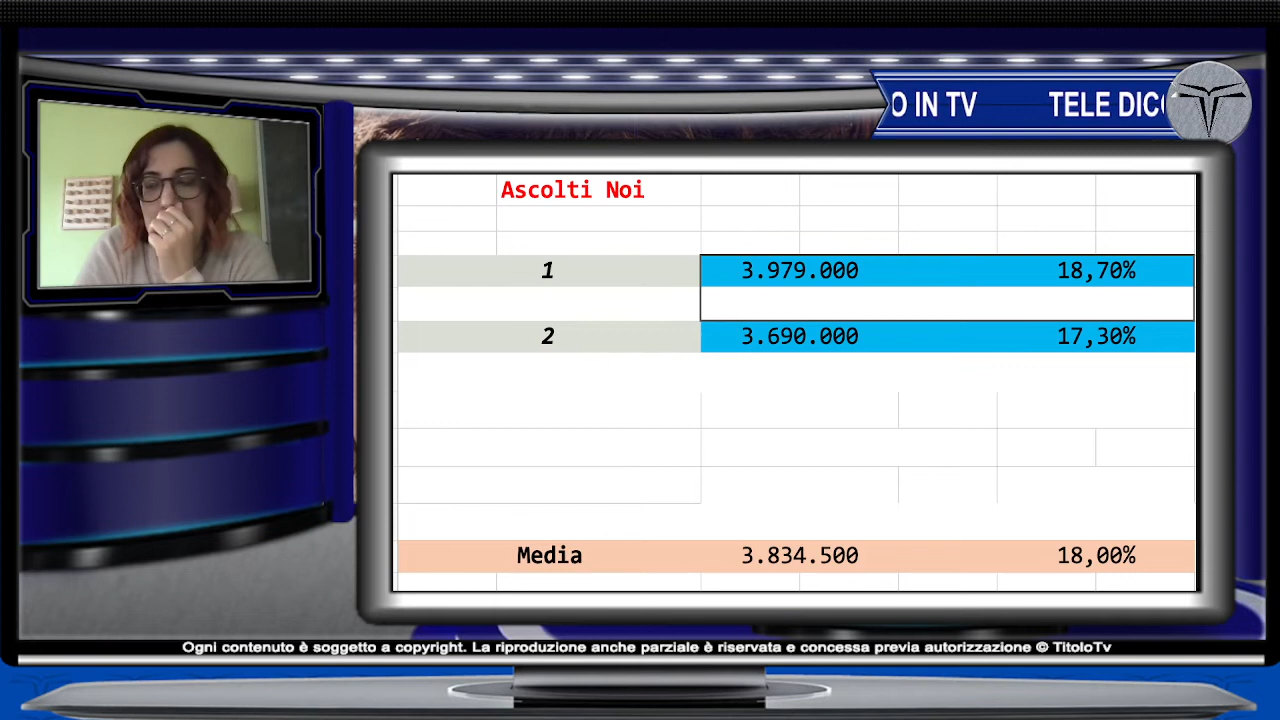 O IN TV TELE DIC
Ascolti Noi
1 3.979.000 18,70%
2 3.690.000 17,30%
Media 3.834.500 18,00%
Ogni contenuto è soggetto a copyright. La riproduzione anche parziale è riservata e concessa previa autorizzazione © TitoloTv